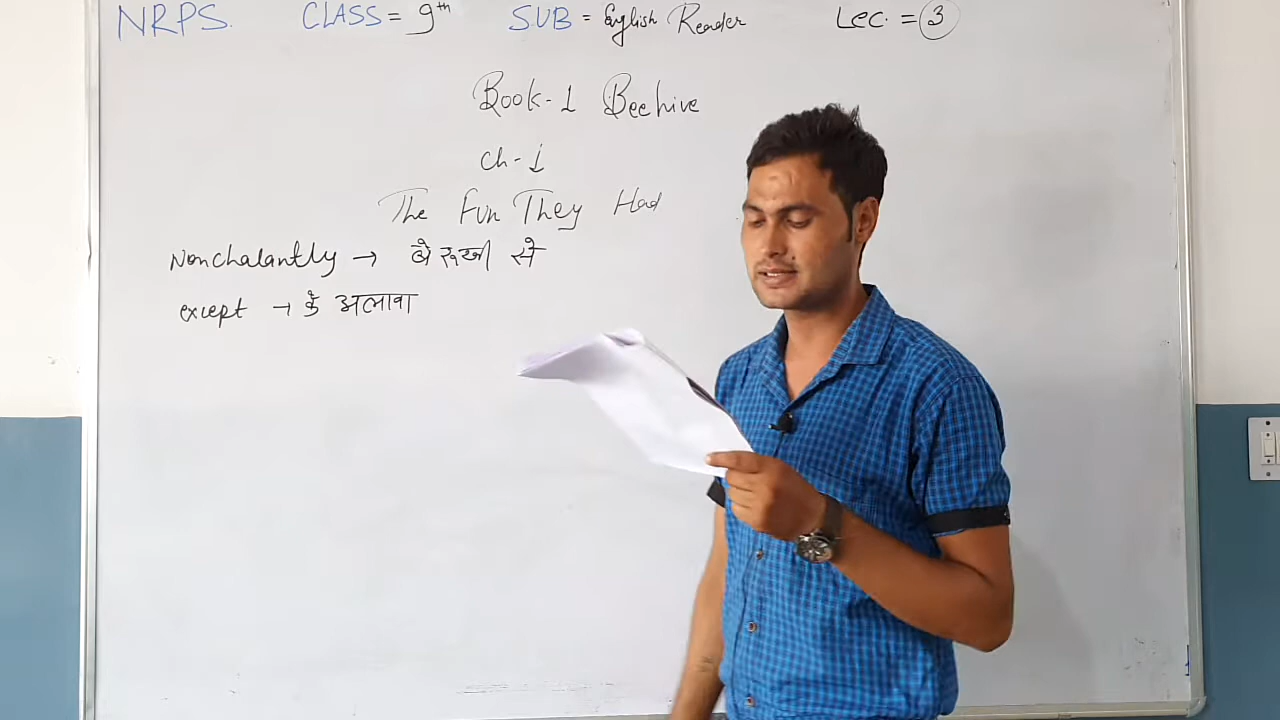 NRPS. CLASS = 9th SUB = English Reader Lec. = 3
Book-1 Beehive
Ch-1
The Fun They Had
Nonchalantly → बेरूखी से
except → के अलावा